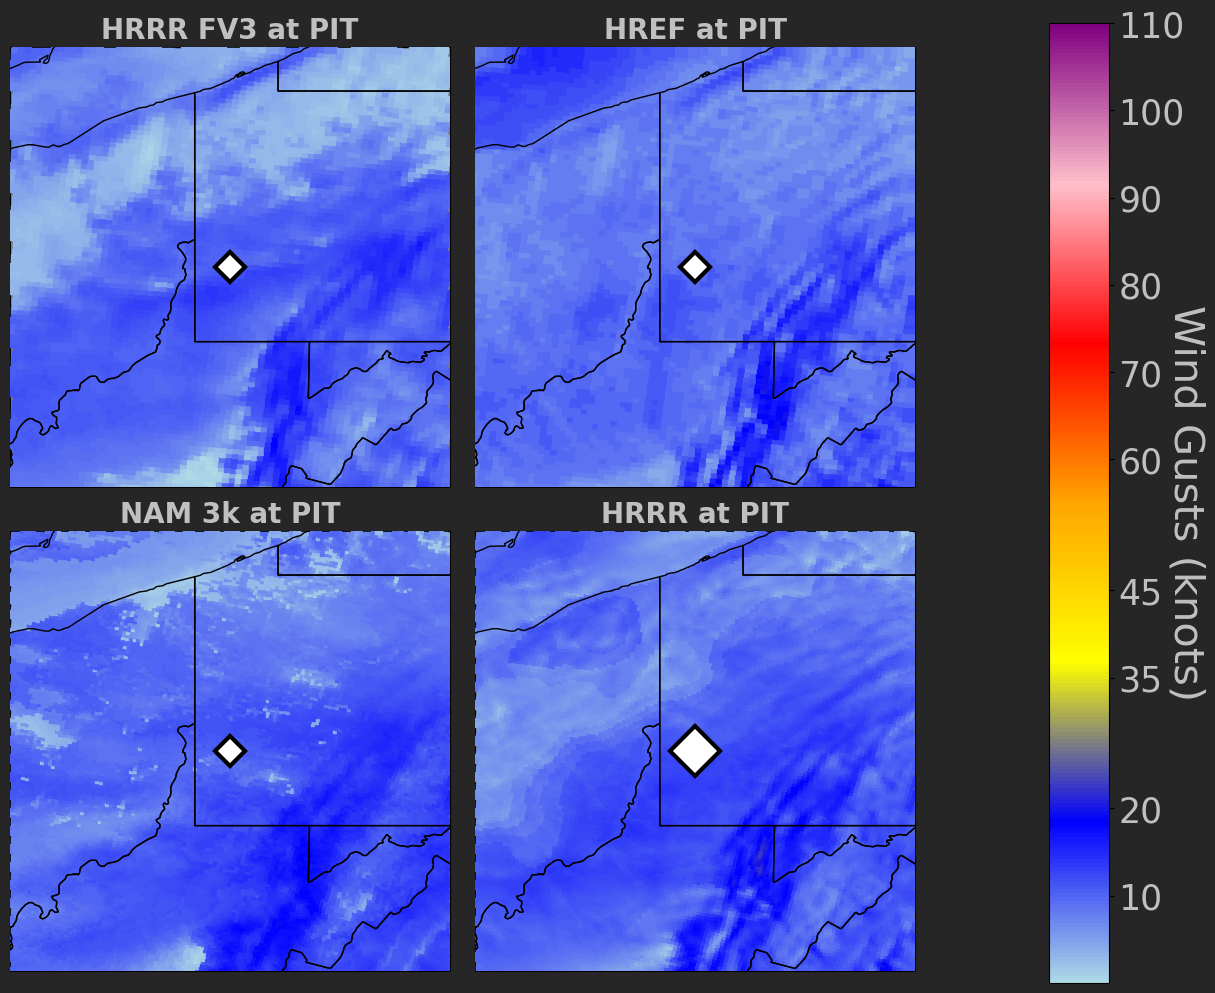 HRRR FV3 at PIT
HREF at PIT
NAM 3k at PIT
HRRR at PIT
110
100
90
80
70
60
45
35
20
10
Wind Gusts (knots)